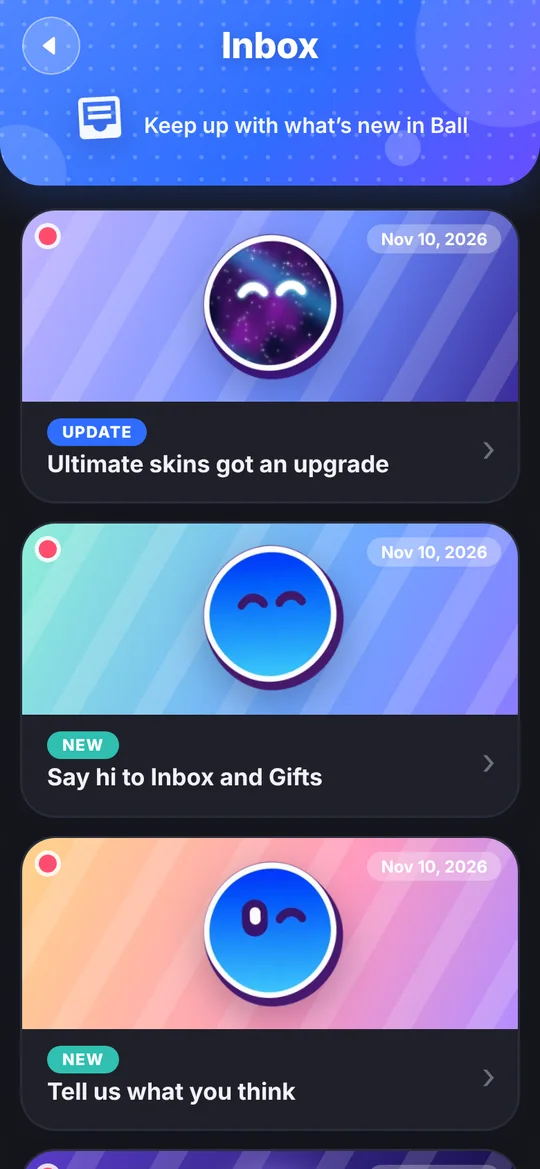 Inbox
Keep up with what’s new in Ball
Nov 10, 2026
UPDATE
Ultimate skins got an upgrade
Nov 10, 2026
NEW
Say hi to Inbox and Gifts
Nov 10, 2026
NEW
Tell us what you think